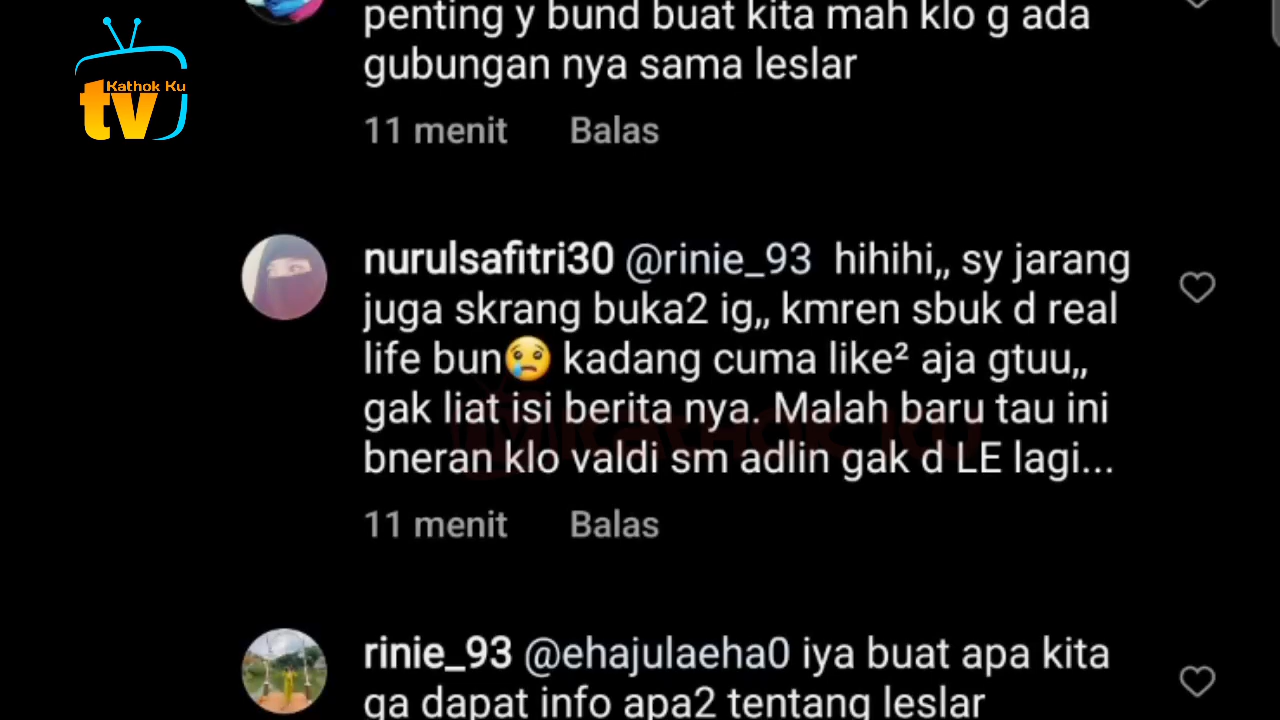 penting y bund buat kita mah klo g ada
gubungan nya sama leslar
11 menit Balas
Kathok Ku
tv
nurulsafitri30 @rinie_93 hihihi,, sy jarang
juga skrang buka2 ig,, kmren sbuk d real
life bun😢 kadang cuma like² aja gtuu,,
gak liat isi berita nya. Malah baru tau ini
bneran klo valdi sm adlin gak d LE lagi...
11 menit Balas
rinie_93 @ehajulaeha0 iya buat apa kita
ga dapat info apa2 tentang leslar